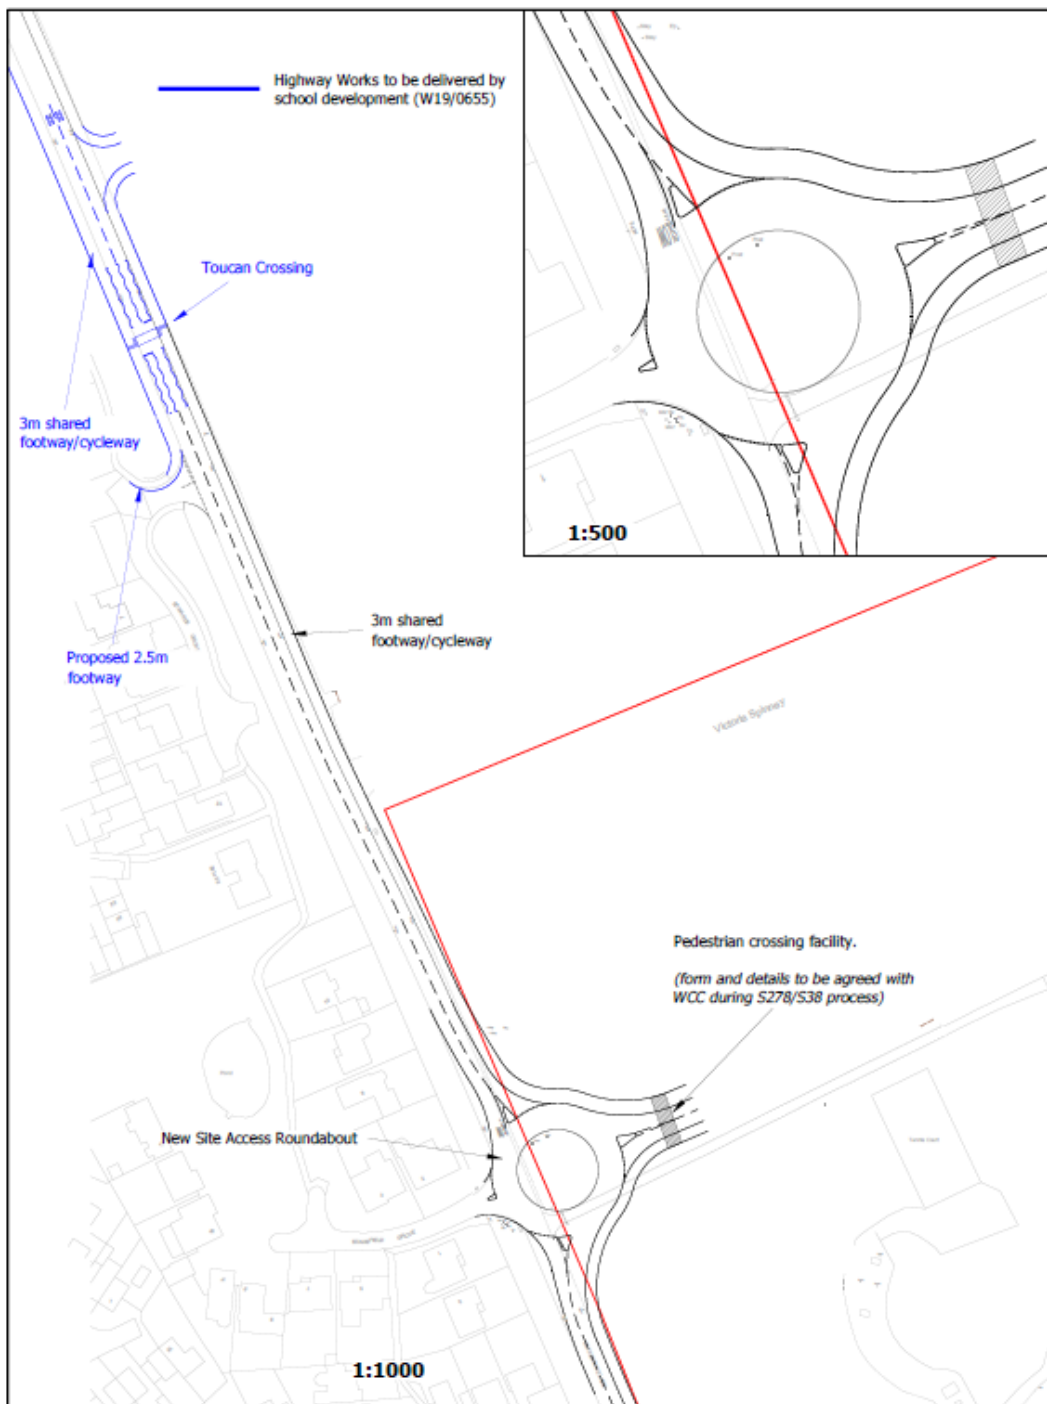 Highway Works to be delivered by
school development (W19/0655)
Toucan Crossing
3m shared
footway/cycleway
1:500
Proposed 2.5m
footway
3m shared
footway/cycleway
Victoria Spinney
Pedestrian crossing facility.
(form and details to be agreed with
WCC during S278/S38 process)
New Site Access Roundabout
1:1000